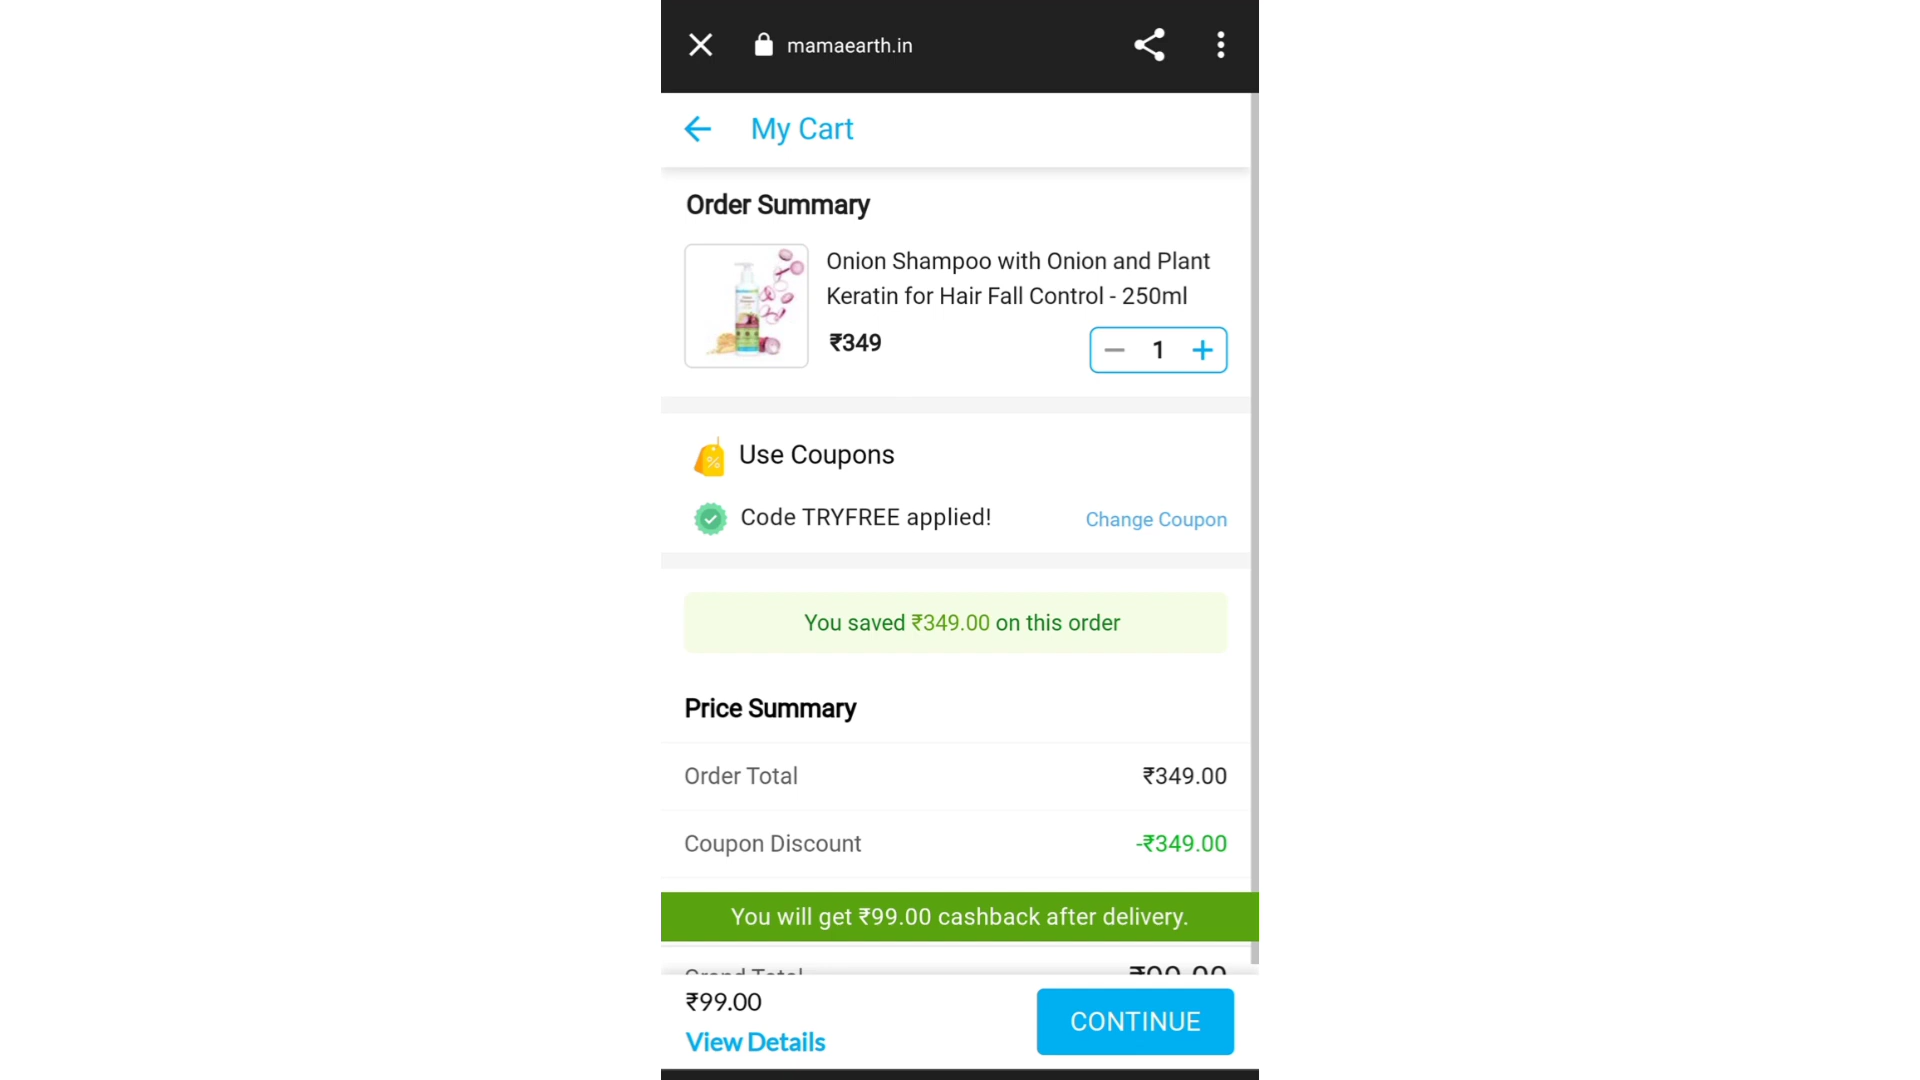 mamaearth.in
My Cart
Order Summary
Onion Shampoo with Onion and Plant
Keratin for Hair Fall Control - 250ml
₹349
1
Use Coupons
Code TRYFREE applied!
Change Coupon
You saved ₹349.00 on this order
Price Summary
Order Total ₹349.00
Coupon Discount -₹349.00
You will get ₹99.00 cashback after delivery.
Grand Total ₹99.00
₹99.00
View Details
CONTINUE